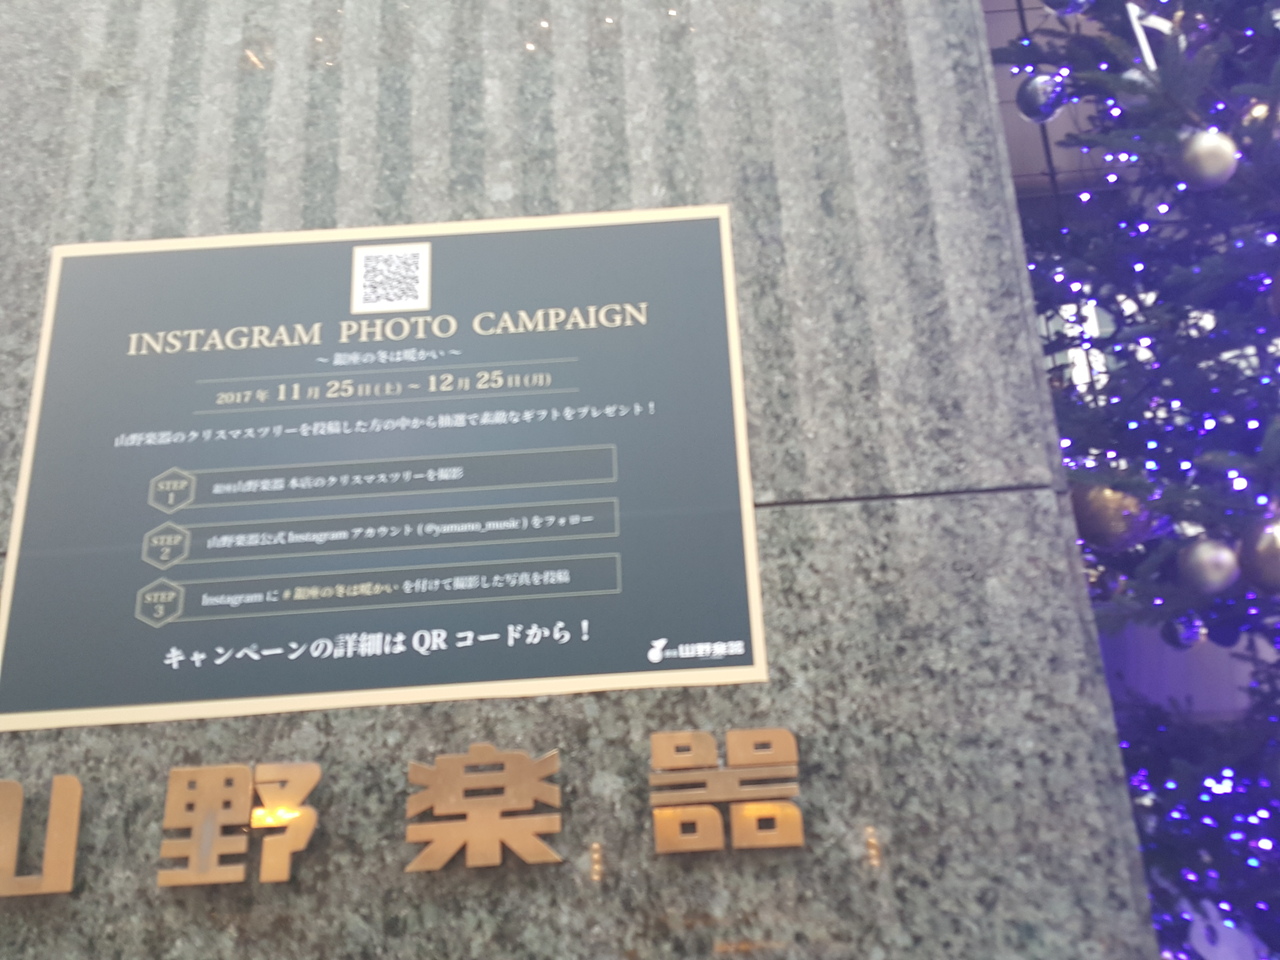 INSTAGRAM PHOTO CAMPAIGN
～ 銀座の冬は暖かい ～
2017年 11月 25日(土) ~ 12月 25日(月)
山野楽器のクリスマスツリーを投稿した方の中から抽選で素敵なギフトをプレゼント！
STEP 1
銀座山野楽器 本店のクリスマスツリーを撮影
STEP 2
山野楽器公式 Instagram アカウント ( @yamano_music ) をフォロー
STEP 3
Instagram に # 銀座の冬は暖かい を付けて撮影した写真を投稿
キャンペーンの詳細は QR コードから！
山野楽器
山野楽器